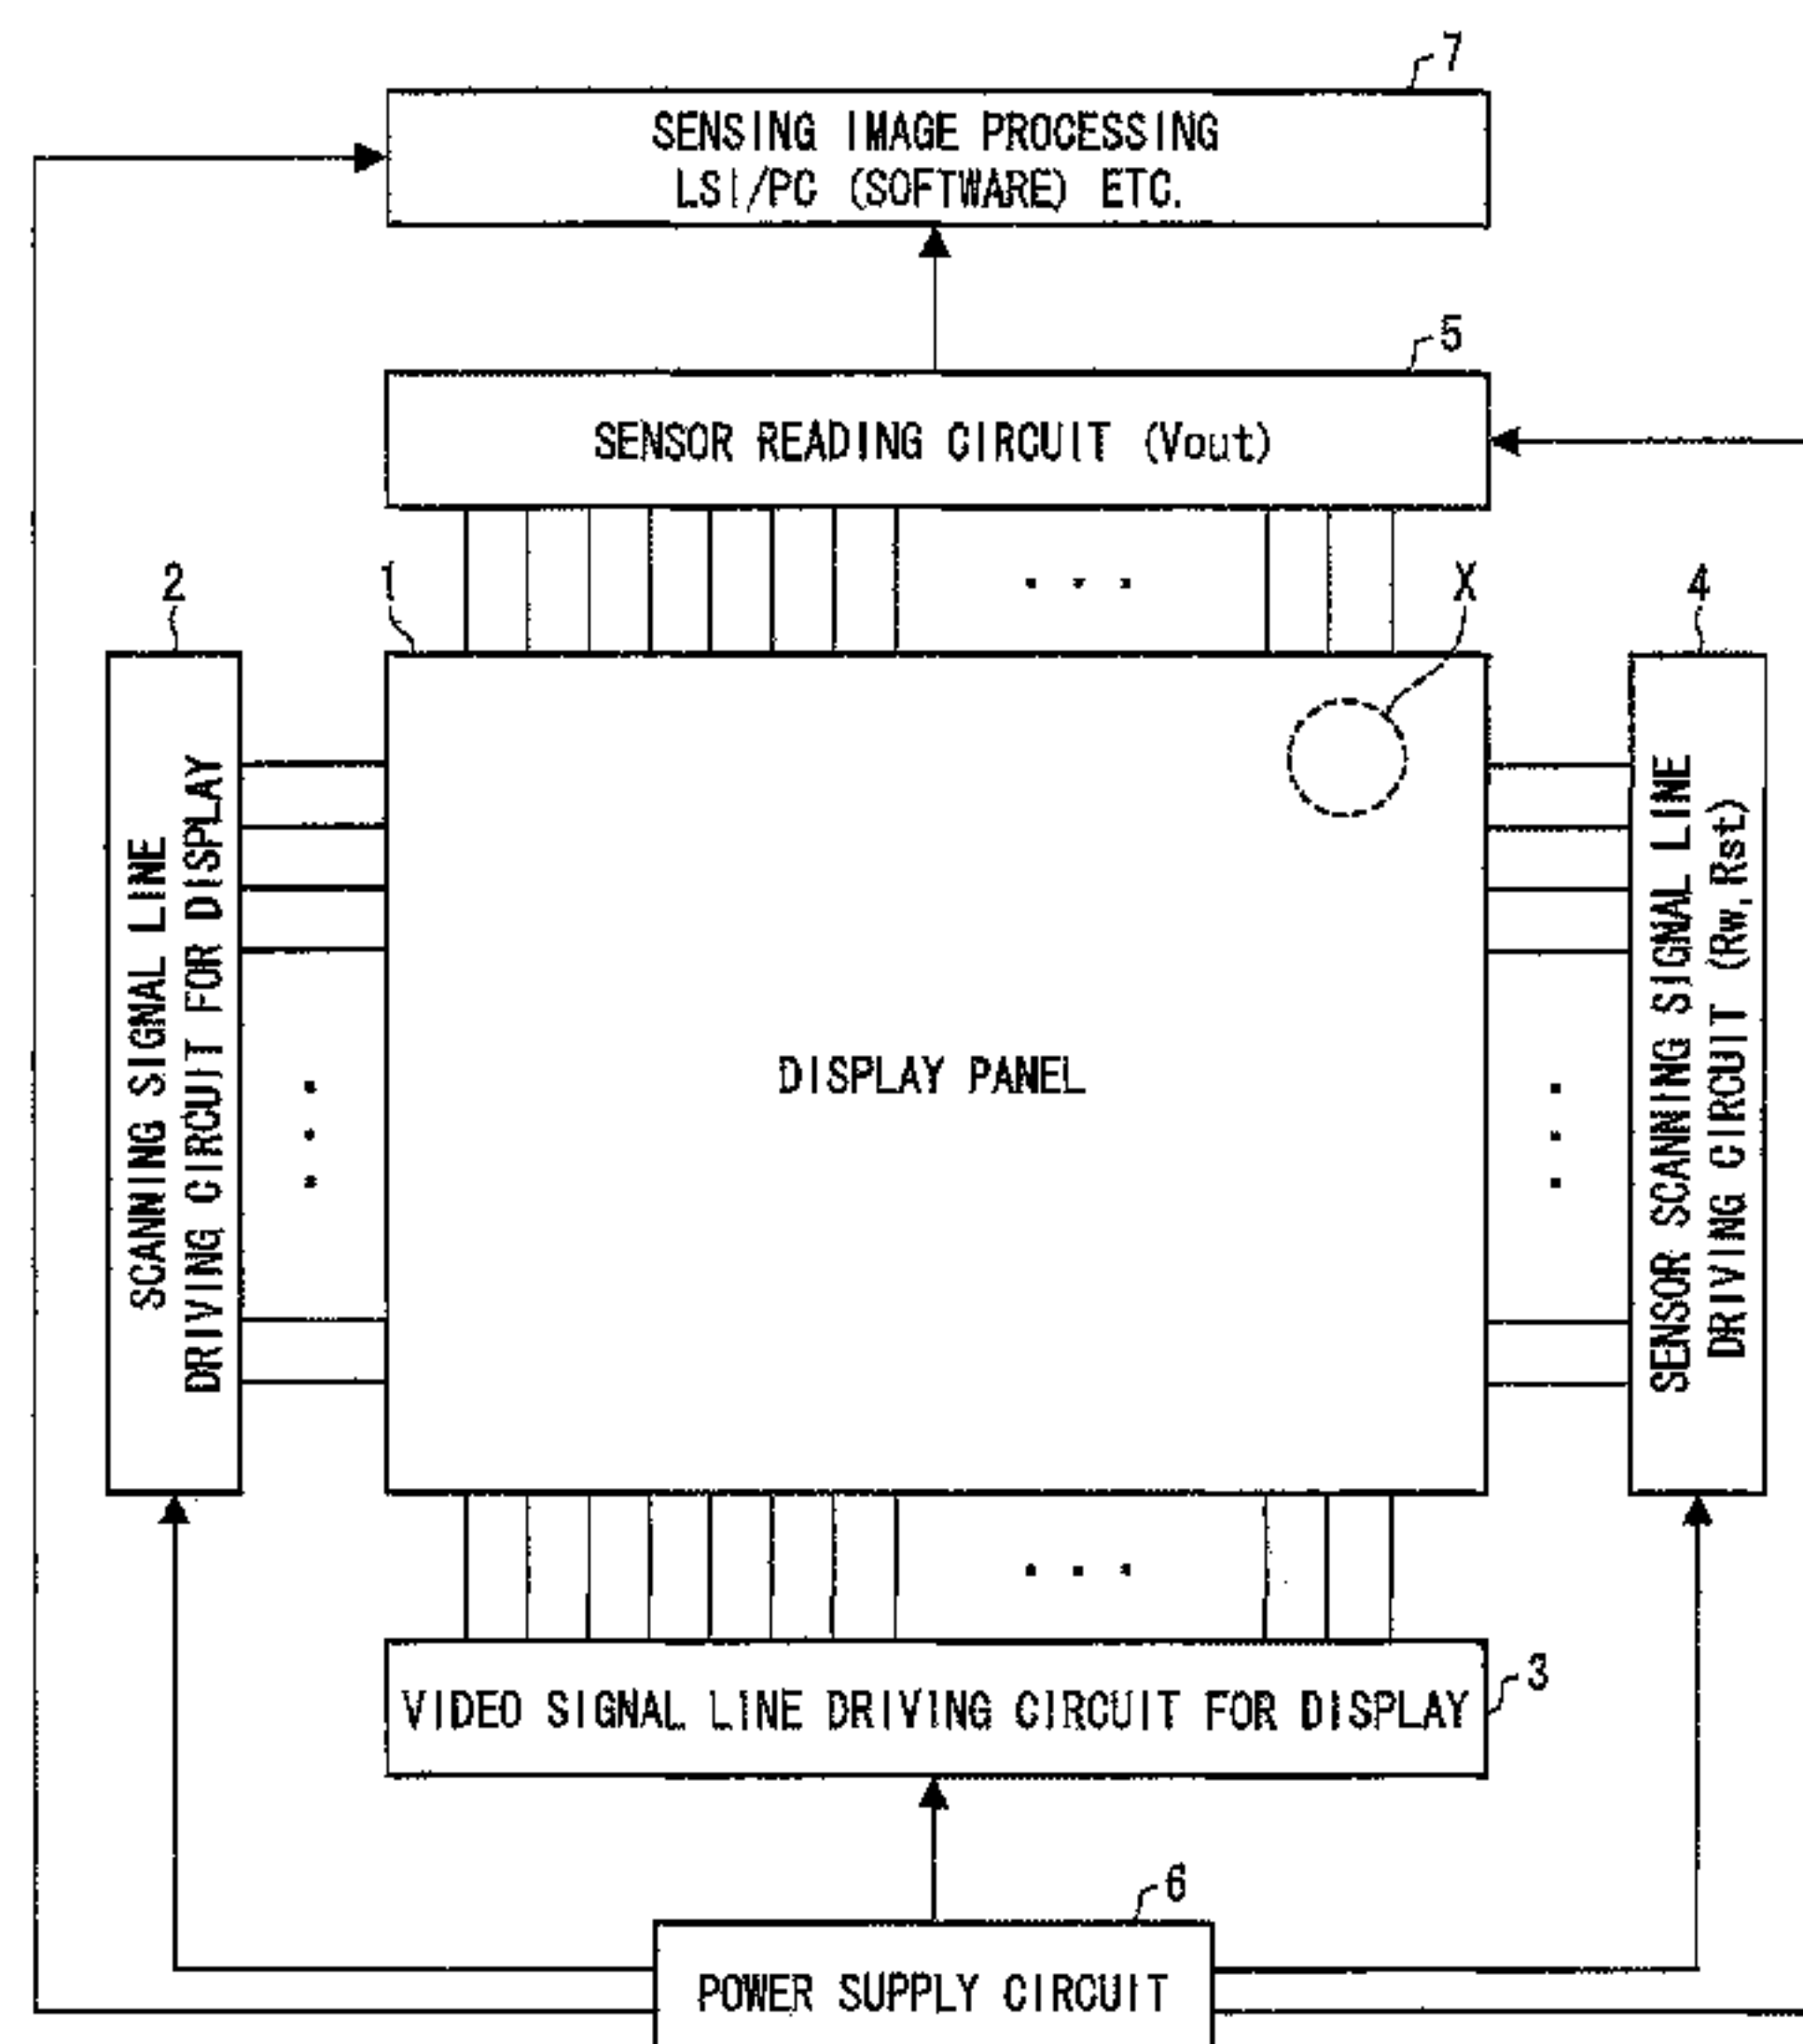 7
SENSING IMAGE PROCESSING
LSI/PC (SOFTWARE) ETC.
5
SENSOR READING CIRCUIT (Vout)
2
1
X
4
SCANNING SIGNAL LINE
DRIVING CIRCUIT FOR DISPLAY
DISPLAY PANEL
SENSOR SCANNING SIGNAL LINE
DRIVING CIRCUIT (Rw, Rst)
3
VIDEO SIGNAL LINE DRIVING CIRCUIT FOR DISPLAY
6
POWER SUPPLY CIRCUIT